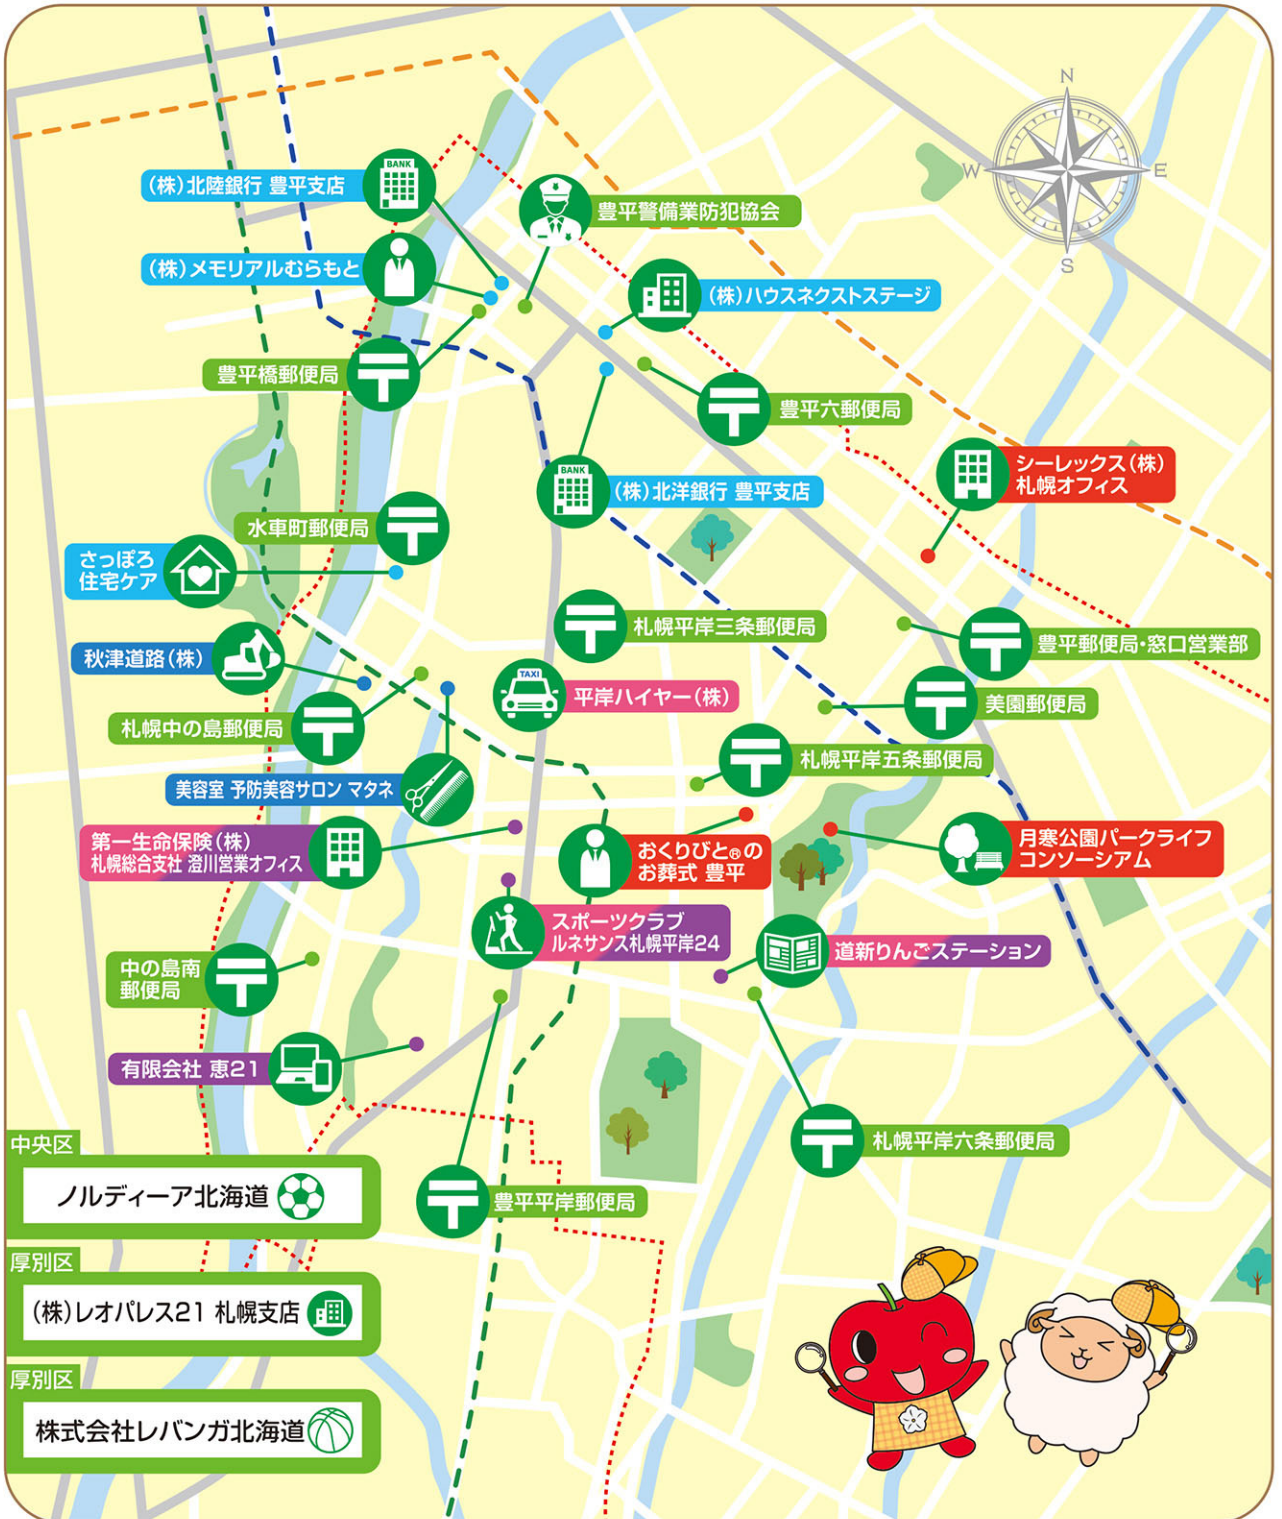 N
W
E
S
BANK
(株)北陸銀行 豊平支店
豊平警備業防犯協会
(株)メモリアルむらもと
(株)ハウスネクストステージ
豊平橋郵便局
豊平六郵便局
シーレックス(株)
札幌オフィス
BANK
(株)北洋銀行 豊平支店
水車町郵便局
さっぽろ
住宅ケア
札幌平岸三条郵便局
豊平郵便局・窓口営業部
秋津道路(株)
TAXI
平岸ハイヤー(株)
美園郵便局
札幌中の島郵便局
札幌平岸五条郵便局
美容室 予防美容サロン マタネ
第一生命保険(株)
札幌総合支社 澄川営業オフィス
おくりびと®の
お葬式 豊平
月寒公園パークライフ
コンソーシアム
スポーツクラブ
ルネサンス札幌平岸24
道新りんごステーション
中の島南
郵便局
有限会社 恵21
札幌平岸六条郵便局
豊平平岸郵便局
中央区
ノルディーア北海道
厚別区
(株)レオパレス21 札幌支店
厚別区
株式会社レバンガ北海道